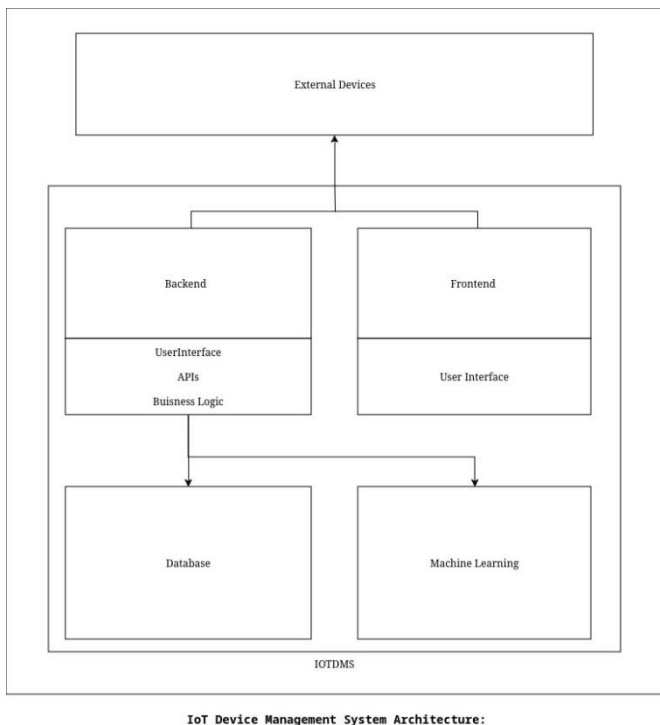 External Devices
Backend
Frontend
UserInterface
APIs
Buisness Logic
User Interface
Database
Machine Learning
IOTDMS
IoT Device Management System Architecture: